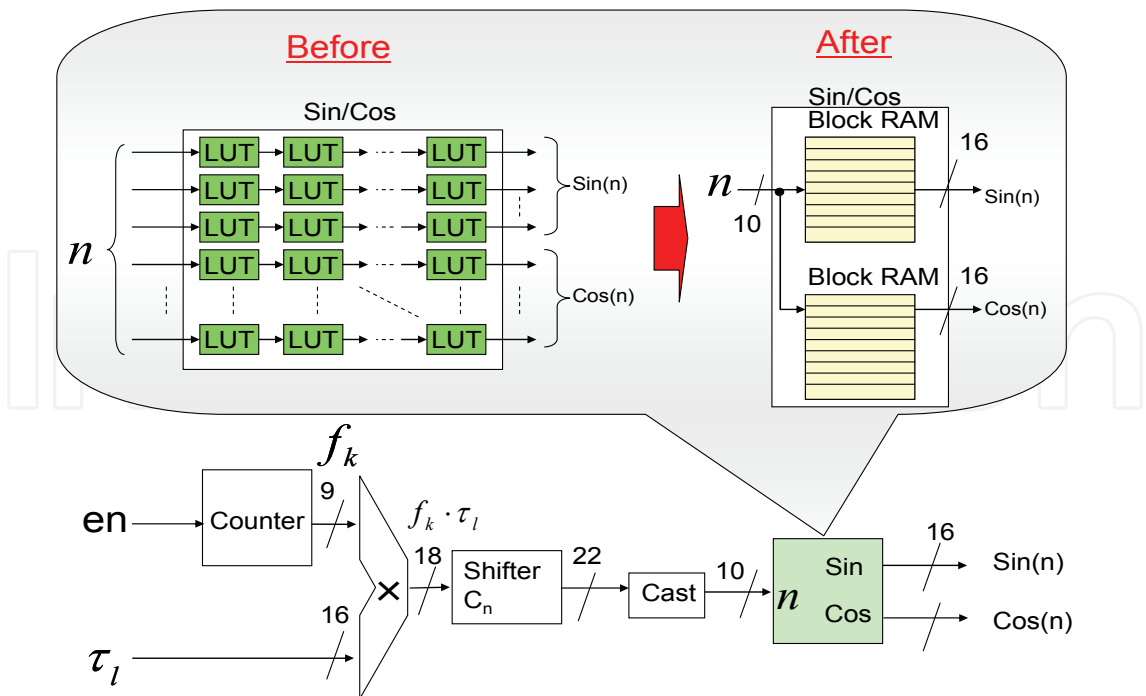 Before
After
Sin/Cos
LUT LUT LUT
LUT LUT LUT
LUT LUT LUT
LUT LUT LUT
LUT LUT LUT
n
Sin(n)
Cos(n)
Sin/Cos
Block RAM
16
n
10
Sin(n)
Block RAM
16
Cos(n)
en
Counter
f_k
9
τ_l
16
×
f_k · τ_l
18
Shifter
C_n
22
Cast
10
n
Sin
Cos
16
Sin(n)
Cos(n)